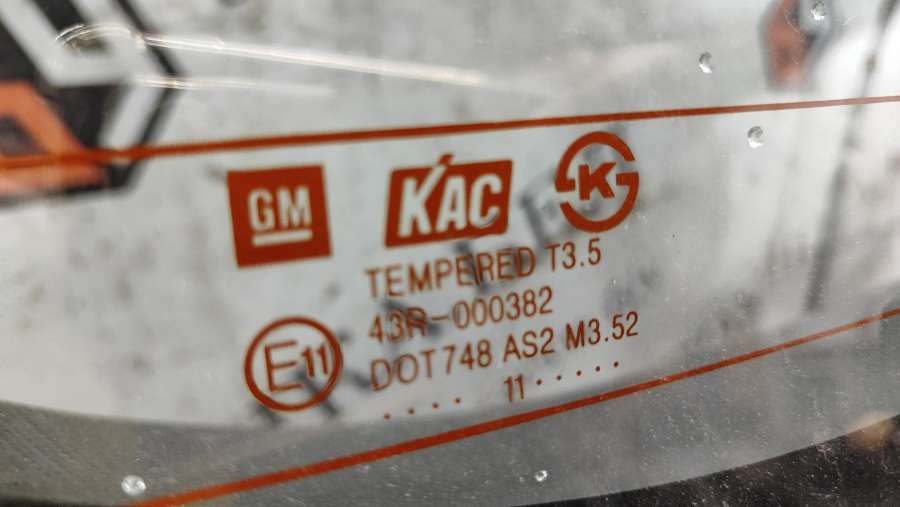 GM KAC K
TEMPERED T3.5
43R-000382
E11 DOT748 AS2 M3.52
. . . . 11 . . . . .